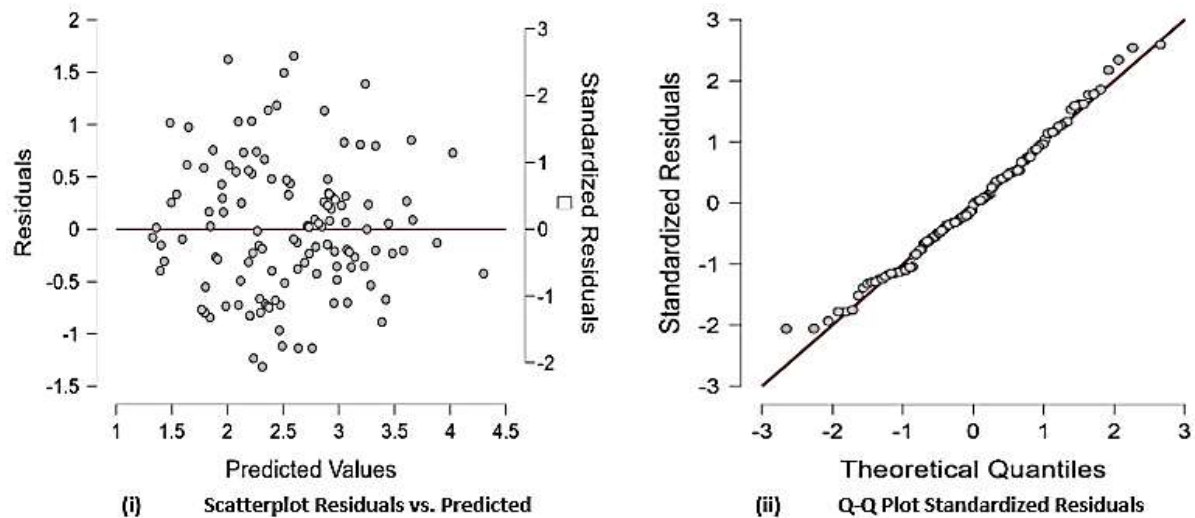 2
1.5
1
0.5
0
-0.5
-1
-1.5
Residuals
3
2
1
0
-1
-2
Standardized Residuals
1 1.5 2 2.5 3 3.5 4 4.5
Predicted Values
(i) Scatterplot Residuals vs. Predicted
3
2
1
0
-1
-2
-3
Standardized Residuals
-3 -2 -1 0 1 2 3
Theoretical Quantiles
(ii) Q-Q Plot Standardized Residuals